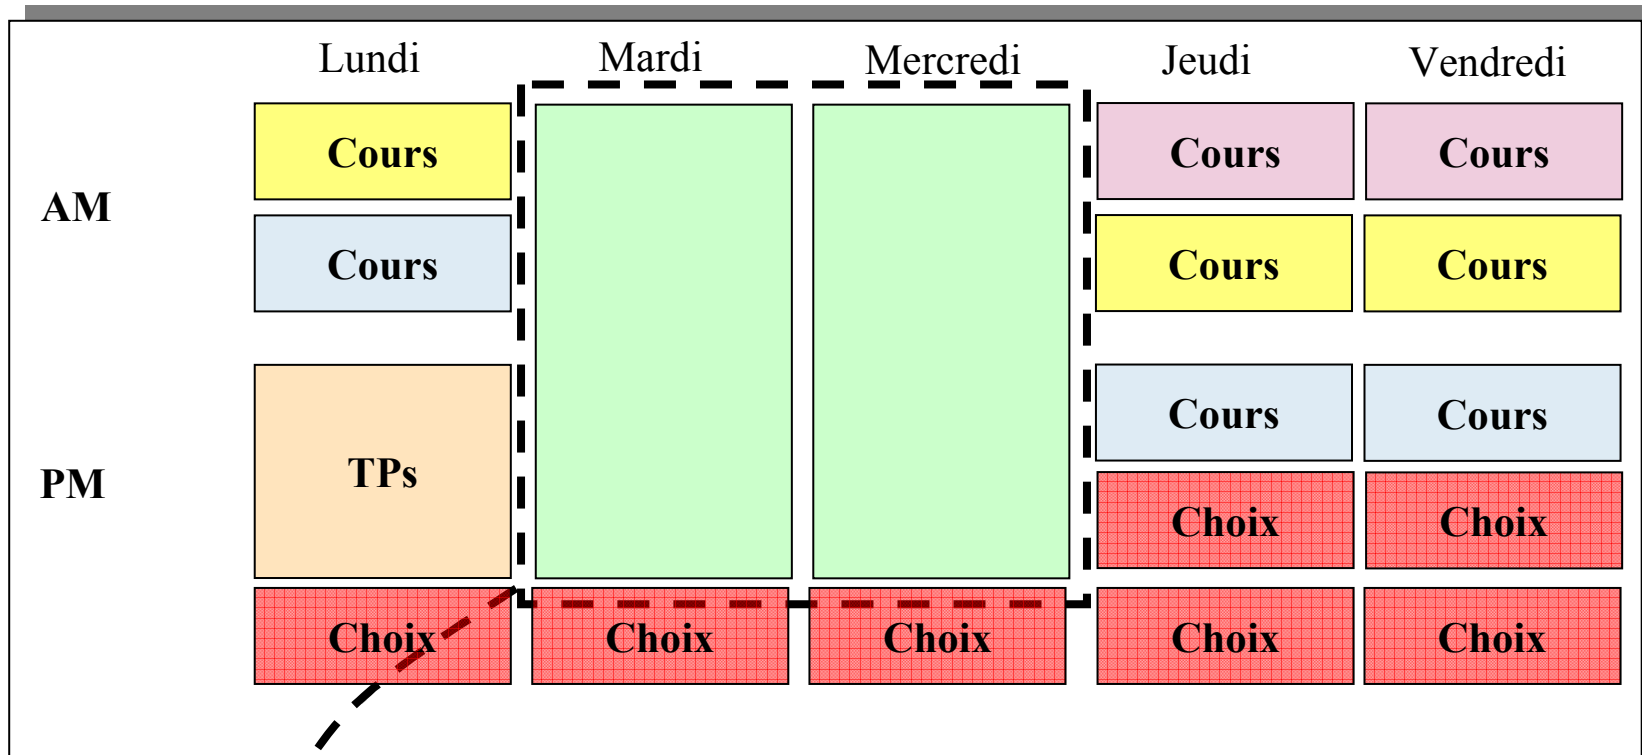 Lundi Mardi Mercredi Jeudi Vendredi
Cours Cours Cours
AM
Cours Cours Cours
Cours Cours
TPs
PM
Choix Choix
Choix Choix Choix Choix Choix